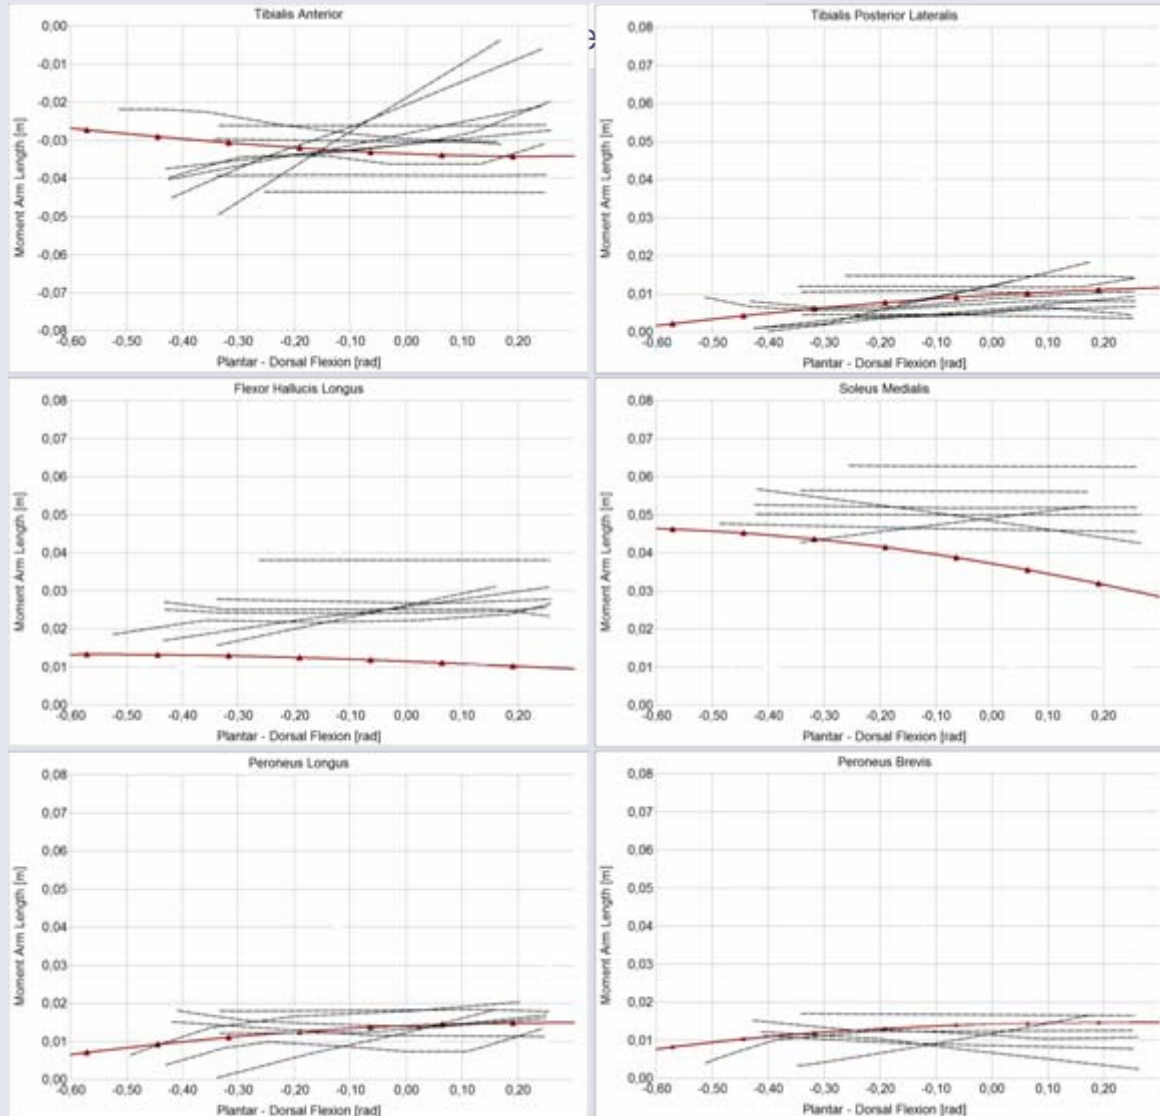 Tibialis Anterior
0,00
-0,01
-0,02
-0,03
-0,04
-0,05
-0,06
-0,07
-0,08
Moment Arm Length [m]
-0,60 -0,50 -0,40 -0,30 -0,20 -0,10 0,00 0,10 0,20
Plantar - Dorsal Flexion [rad]
e
Tibialis Posterior Lateralis
0,08
0,07
0,06
0,05
0,04
0,03
0,02
0,01
0,00
Moment Arm Length [m]
-0,60 -0,50 -0,40 -0,30 -0,20 -0,10 0,00 0,10 0,20
Plantar - Dorsal Flexion [rad]
Flexor Hallucis Longus
0,08
0,07
0,06
0,05
0,04
0,03
0,02
0,01
0,00
Moment Arm Length [m]
-0,60 -0,50 -0,40 -0,30 -0,20 -0,10 0,00 0,10 0,20
Plantar - Dorsal Flexion [rad]
Soleus Medialis
0,08
0,07
0,06
0,05
0,04
0,03
0,02
0,01
0,00
Moment Arm Length [m]
-0,60 -0,50 -0,40 -0,30 -0,20 -0,10 0,00 0,10 0,20
Plantar - Dorsal Flexion [rad]
Peroneus Longus
0,08
0,07
0,06
0,05
0,04
0,03
0,02
0,01
0,00
Moment Arm Length [m]
-0,60 -0,50 -0,40 -0,30 -0,20 -0,10 0,00 0,10 0,20
Plantar - Dorsal Flexion [rad]
Peroneus Brevis
0,08
0,07
0,06
0,05
0,04
0,03
0,02
0,01
0,00
Moment Arm Length [m]
-0,60 -0,50 -0,40 -0,30 -0,20 -0,10 0,00 0,10 0,20
Plantar - Dorsal Flexion [rad]